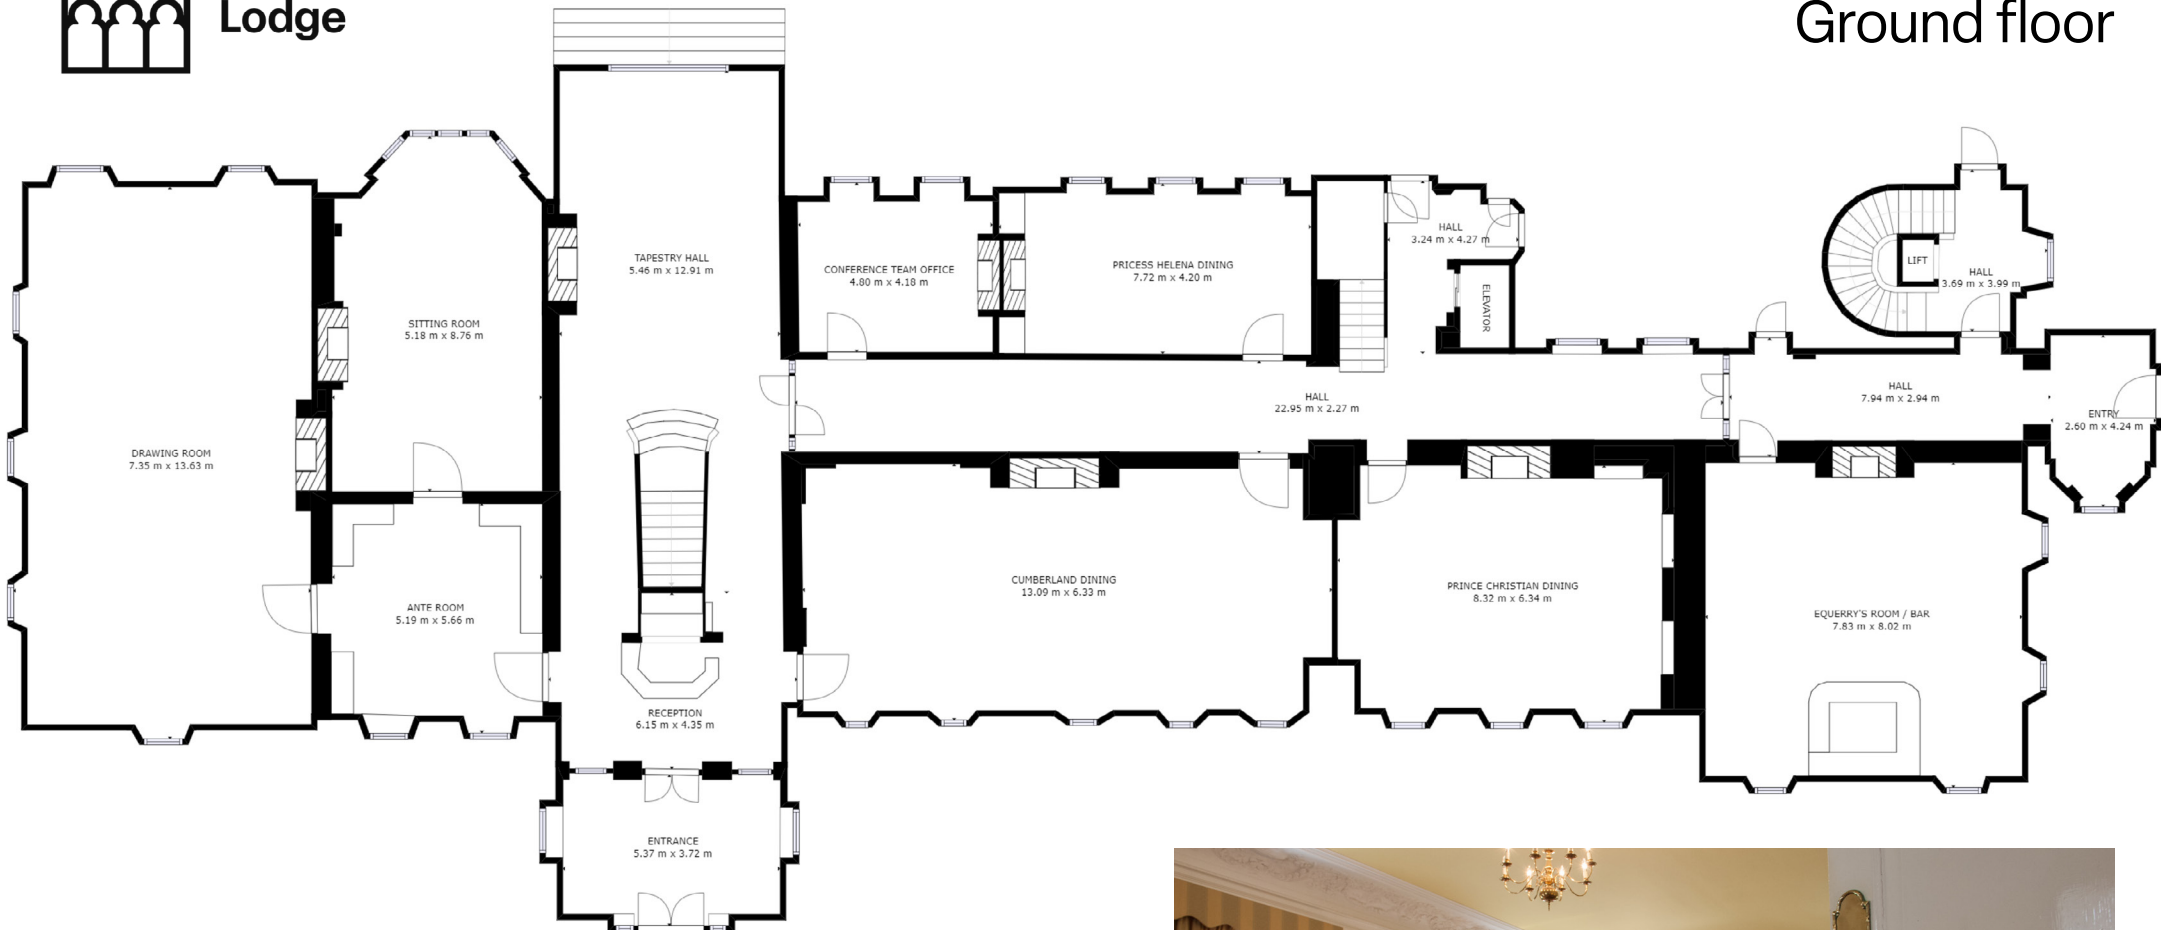 Lodge
Ground floor
TAPESTRY HALL
5.46 m x 12.91 m
CONFERENCE TEAM OFFICE
4.80 m x 4.18 m
PRICESS HELENA DINING
7.72 m x 4.20 m
HALL
3.24 m x 4.27 m
ELEVATOR
LIFT
HALL
3.69 m x 3.99 m
SITTING ROOM
5.18 m x 8.76 m
HALL
22.95 m x 2.27 m
HALL
7.94 m x 2.94 m
ENTRY
2.60 m x 4.24 m
DRAWING ROOM
7.35 m x 13.63 m
ANTE ROOM
5.19 m x 5.66 m
CUMBERLAND DINING
13.09 m x 6.33 m
PRINCE CHRISTIAN DINING
8.32 m x 6.34 m
EQUERRY'S ROOM / BAR
7.83 m x 8.02 m
RECEPTION
6.15 m x 4.35 m
ENTRANCE
5.37 m x 3.72 m